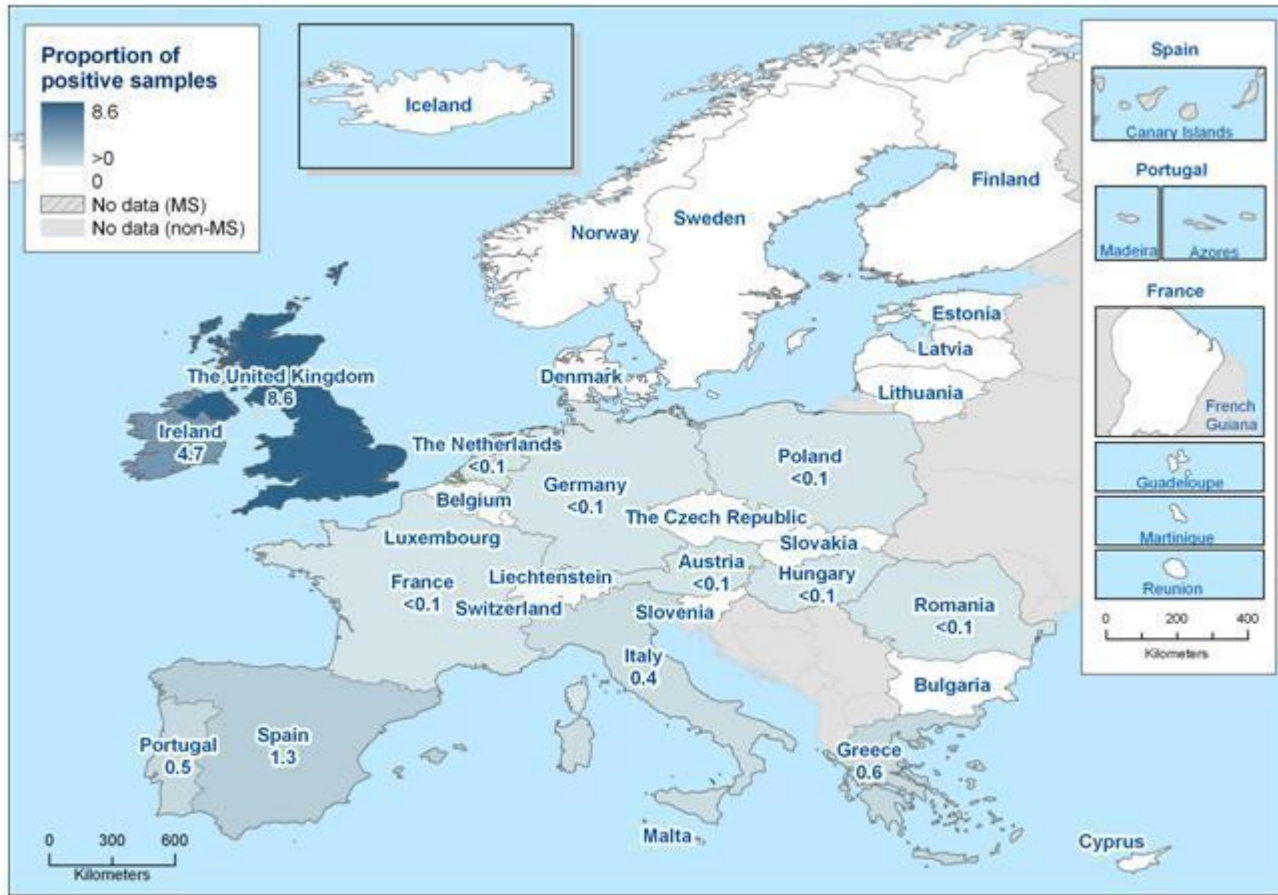 Proportion of
positive samples
8.6
>0
0
No data (MS)
No data (non-MS)
Iceland
Spain
Canary Islands
Portugal
Madeira
Azores
France
French
Guiana
Guadeloupe
Martinique
Reunion
0 200 400
Kilometers
Finland
Sweden
Norway
Estonia
Latvia
Lithuania
Denmark
The United Kingdom
8.6
Ireland
4.7
The Netherlands
<0.1
Poland
<0.1
Germany
<0.1
Belgium
The Czech Republic
Luxembourg
Slovakia
Austria
<0.1
Hungary
<0.1
Liechtenstein
France
<0.1
Switzerland
Slovenia
Romania
<0.1
Italy
0.4
Bulgaria
Portugal
0.5
Spain
1.3
Greece
0.6
Malta
Cyprus
0 300 600
Kilometers